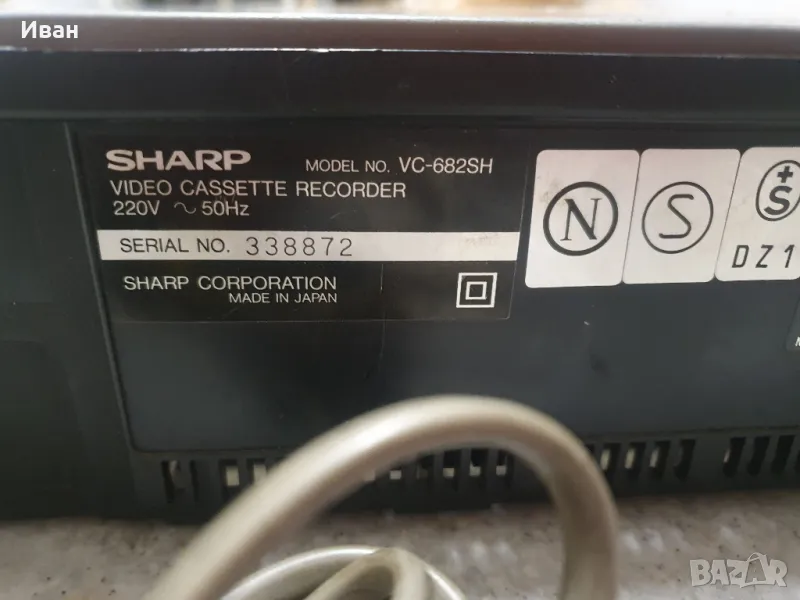 Иван
SHARP MODEL NO. VC-682SH
VIDEO CASSETTE RECORDER
220V ~ 50Hz
SERIAL NO. 338872
SHARP CORPORATION
MADE IN JAPAN
N S +S
DZ1
BAZAR